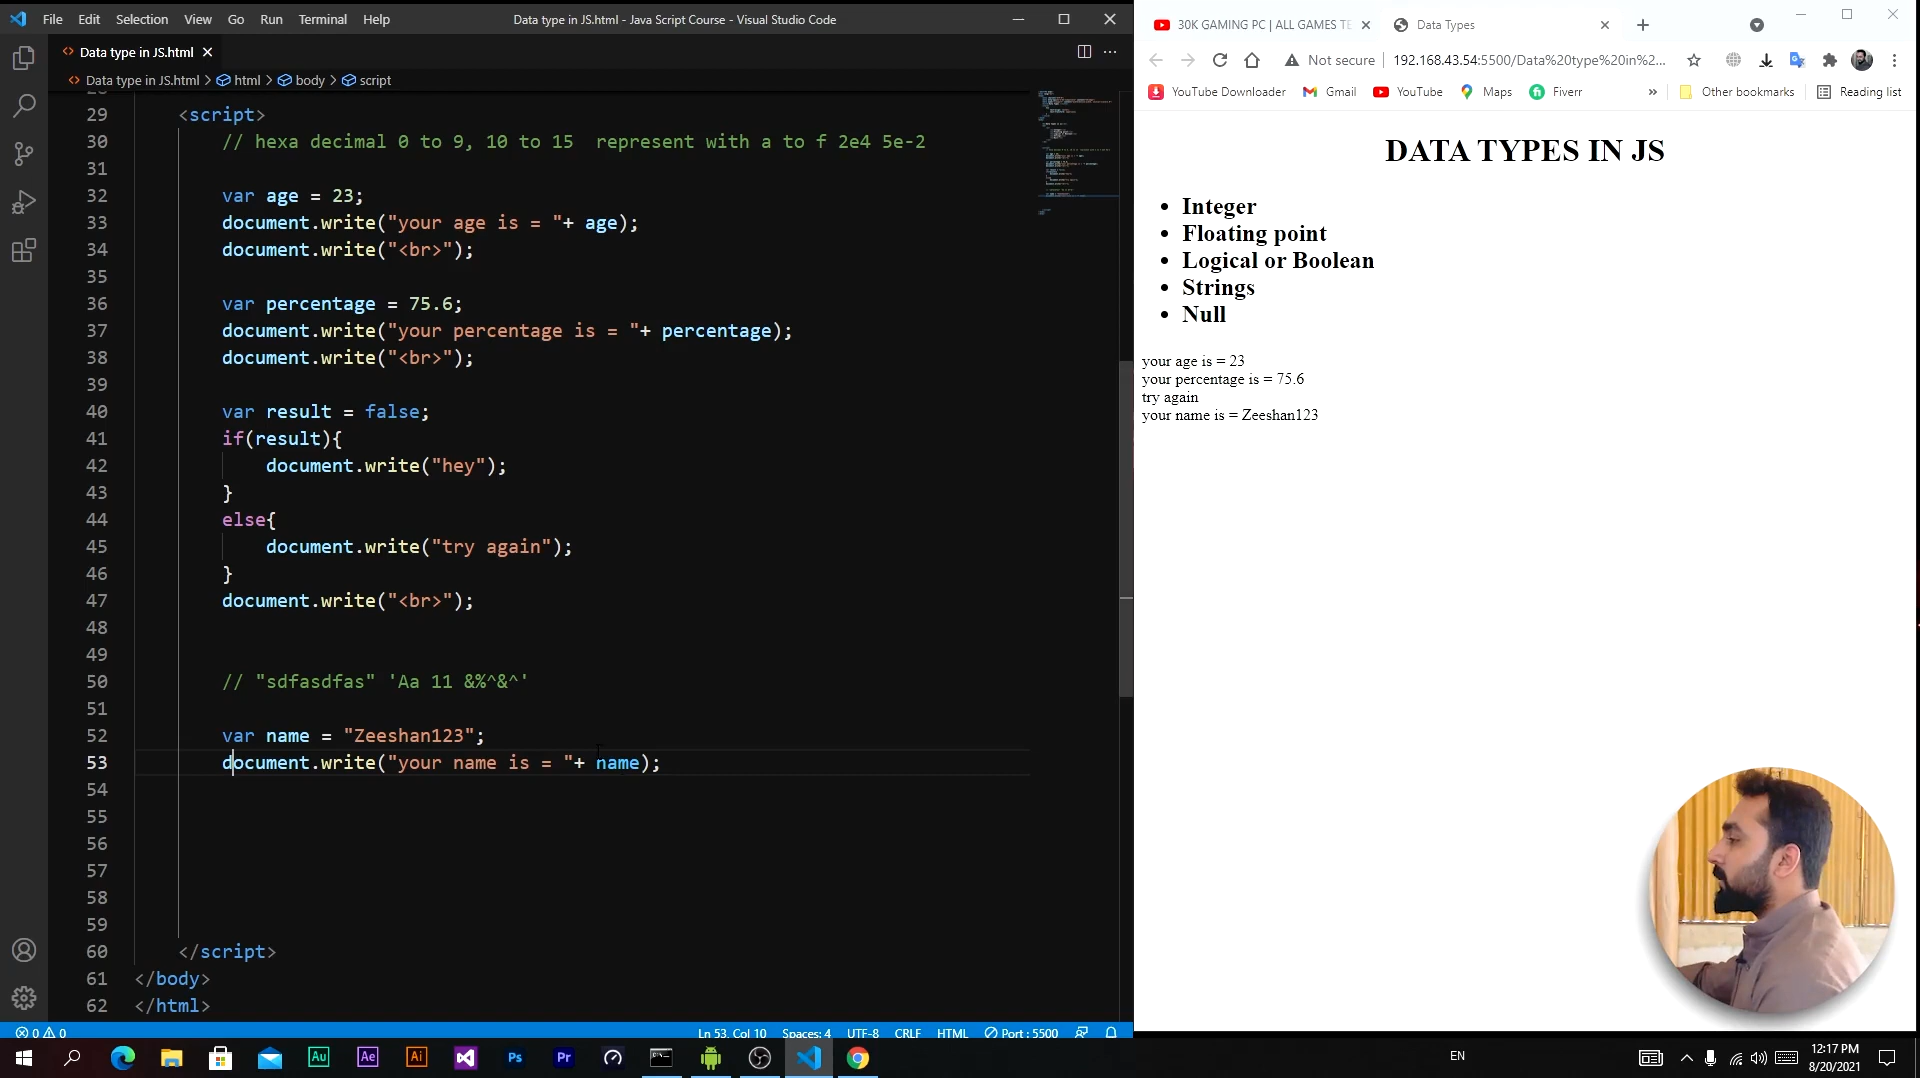 File Edit Selection View Go Run Terminal Help
Data type in JS.html - Java Script Course - Visual Studio Code
Data type in JS.html
Data type in JS.html > html > body > script
29 <script>
30 // hexa decimal 0 to 9, 10 to 15  represent with a to f 2e4 5e-2
31
32 var age = 23;
33 document.write("your age is = "+ age);
34 document.write("<br>");
35
36 var percentage = 75.6;
37 document.write("your percentage is = "+ percentage);
38 document.write("<br>");
39
40 var result = false;
41 if(result){
42 document.write("hey");
43 }
44 else{
45 document.write("try again");
46 }
47 document.write("<br>");
48
49
50 // "sdfasdfas" 'Aa 11 &%^&^'
51
52 var name = "Zeeshan123";
53 document.write("your name is = "+ name);
54
55
56
57
58
59
60 </script>
61 </body>
62 </html>
0 0
Ln 53, Col 10 Spaces: 4 UTF-8 CRLF HTML Port : 5500
30K GAMING PC | ALL GAMES TE
Data Types
Not secure 192.168.43.54:5500/Data%20type%20in%2...
YouTube Downloader Gmail YouTube Maps Fiverr » Other bookmarks Reading list
DATA TYPES IN JS
• Integer
• Floating point
• Logical or Boolean
• Strings
• Null
your age is = 23
your percentage is = 75.6
try again
your name is = Zeeshan123
Au Ae Ai Ps Pr
EN
12:17 PM
8/20/2021